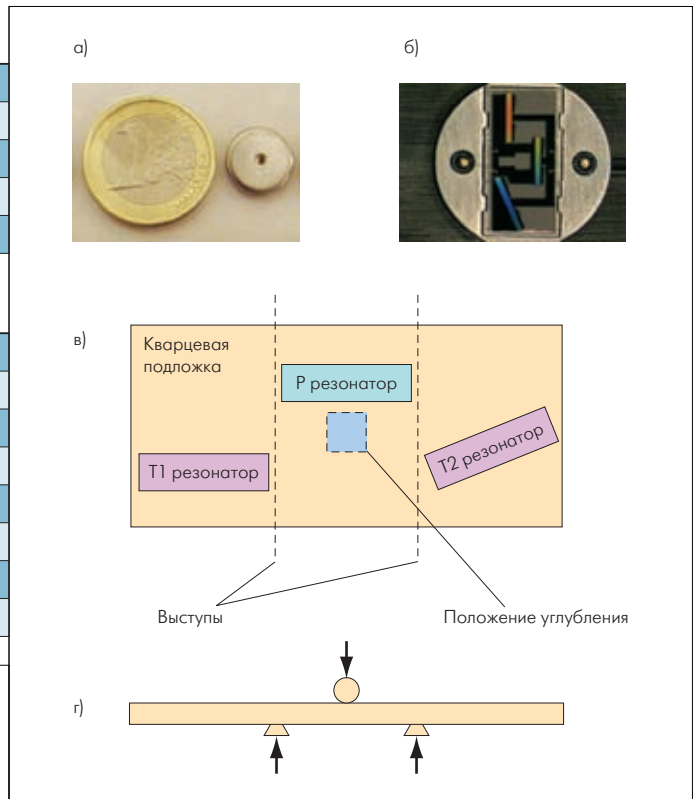 а)
б)
в)
Кварцевая
подложка
Р резонатор
Т1 резонатор
Т2 резонатор
Выступы
Положение углубления
г)